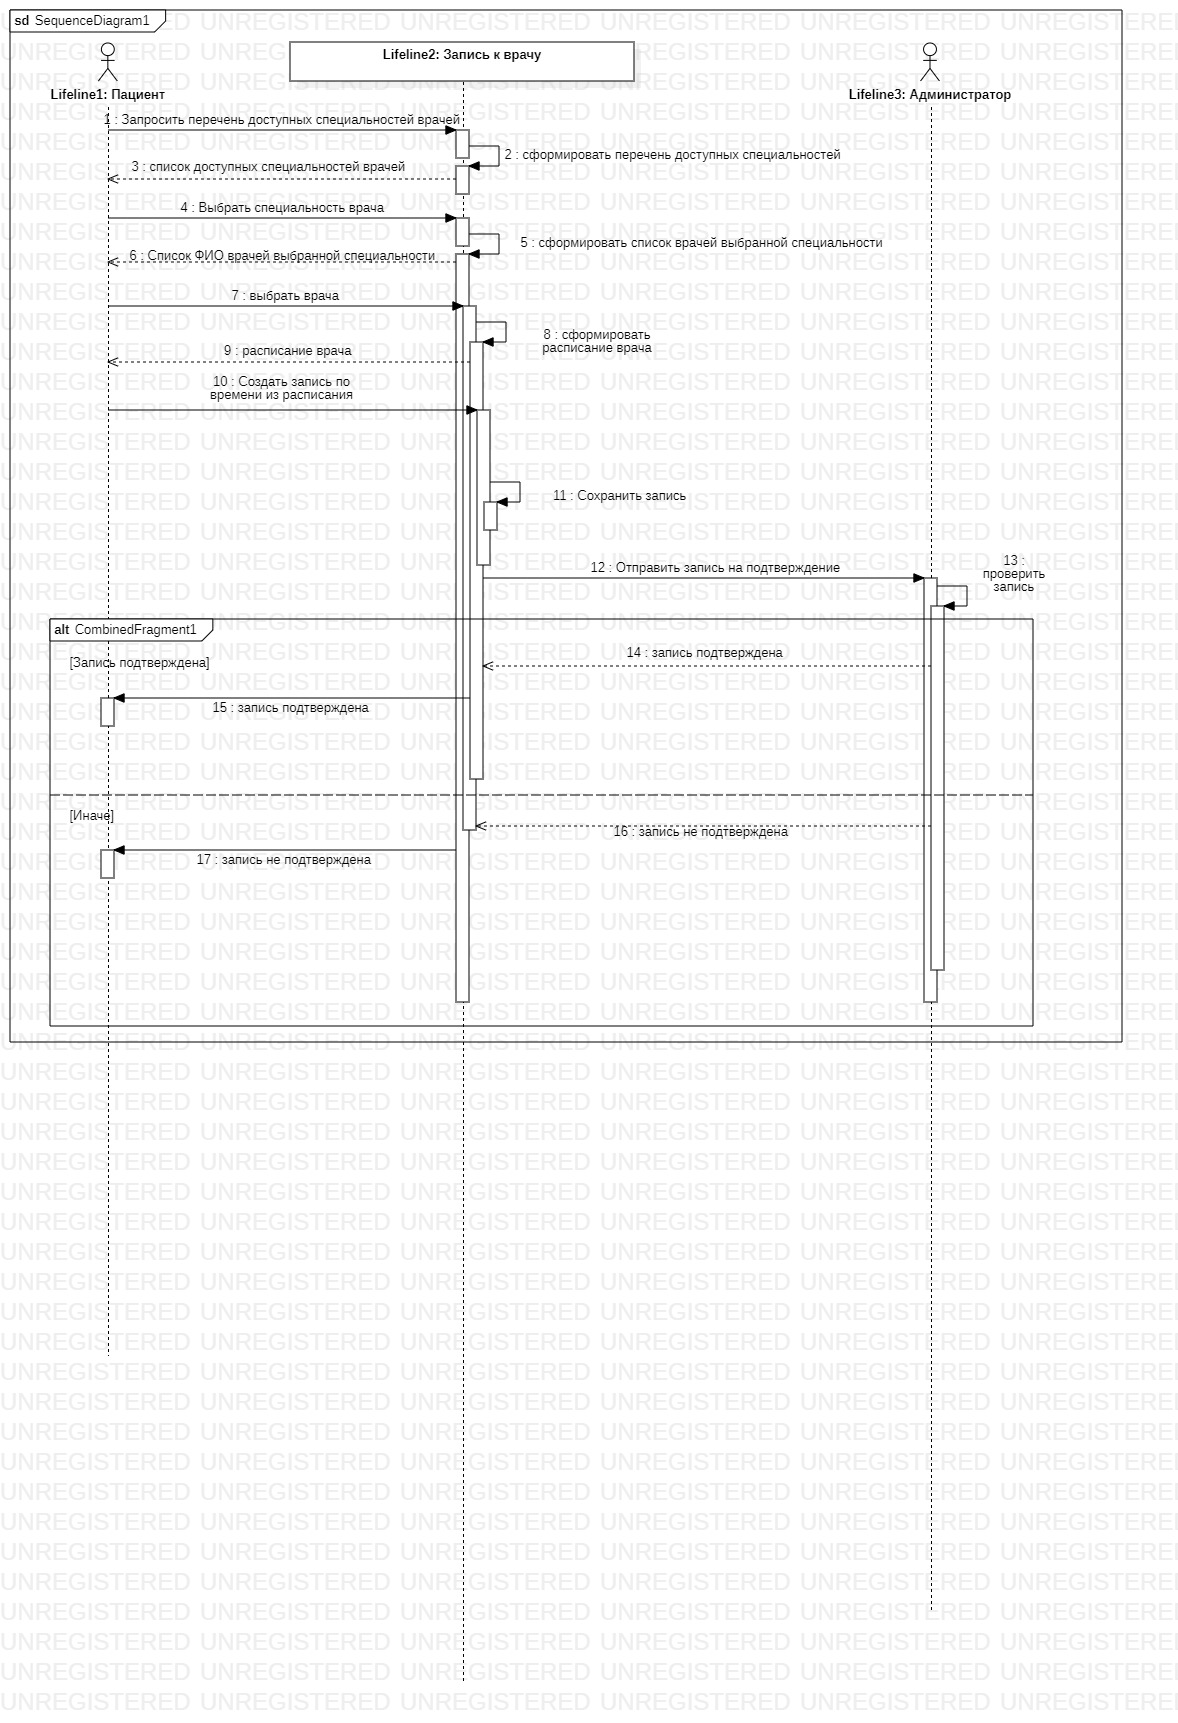 sd SequenceDiagram1
Lifeline2: Запись к врачу
Lifeline1: Пациент
Lifeline3: Администратор
1 : Запросить перечень доступных специальностей врачей
2 : сформировать перечень доступных специальностей
3 : список доступных специальностей врачей
4 : Выбрать специальность врача
5 : сформировать список врачей выбранной специальности
6 : Список ФИО врачей выбранной специальности
7 : выбрать врача
8 : сформировать
расписание врача
9 : расписание врача
10 : Создать запись по
времени из расписания
11 : Сохранить запись
12 : Отправить запись на подтверждение
13 :
проверить
запись
alt CombinedFragment1
[Запись подтверждена]
14 : запись подтверждена
15 : запись подтверждена
[Иначе]
16 : запись не подтверждена
17 : запись не подтверждена
UNREGISTERED